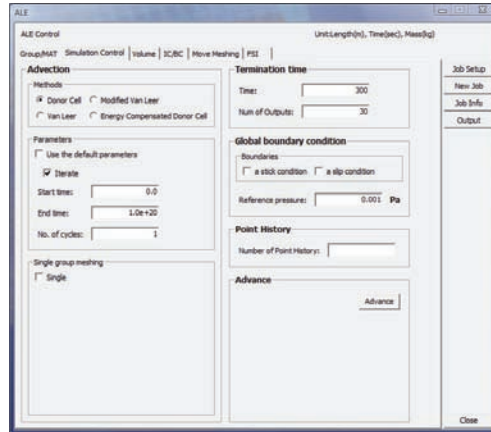 ALE
ALE Control
Unit:Length(m), Time(sec), Mass(kg)
Group/MAT Simulation Control Volume IC/BC Move Meshing FSI
Advection
Methods
Donor Cell Modified Van Leer
Van Leer Energy Compensated Donor Cell
Parameters
Use the default parameters
Iterate
Start time: 0.0
End time: 1.0e+20
No. of cycles: 1
Single group meshing
Single
Termination time
Time: 300
Num of Outputs: 30
Global boundary condition
Boundaries
a stick condition a slip condition
Reference pressure: 0.001 Pa
Point History
Number of Point History:
Advance
Advance
Job Setup
New Job
Job Info
Output
Close